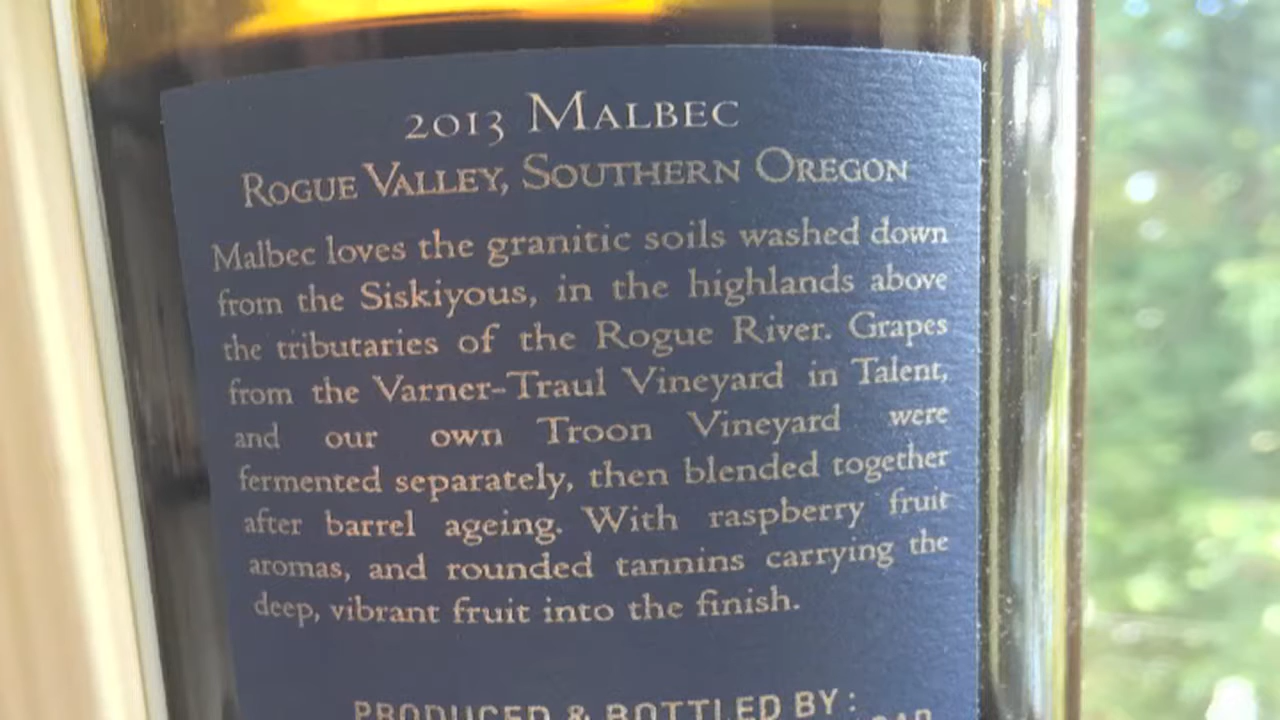 2013 Malbec
Rogue Valley, Southern Oregon
Malbec loves the granitic soils washed down
from the Siskiyous, in the highlands above
the tributaries of the Rogue River. Grapes
from the Varner-Traul Vineyard in Talent,
and our own Troon Vineyard were
fermented separately, then blended together
after barrel ageing. With raspberry fruit
aromas, and rounded tannins carrying the
deep, vibrant fruit into the finish.
PRODUCED & BOTTLED BY: